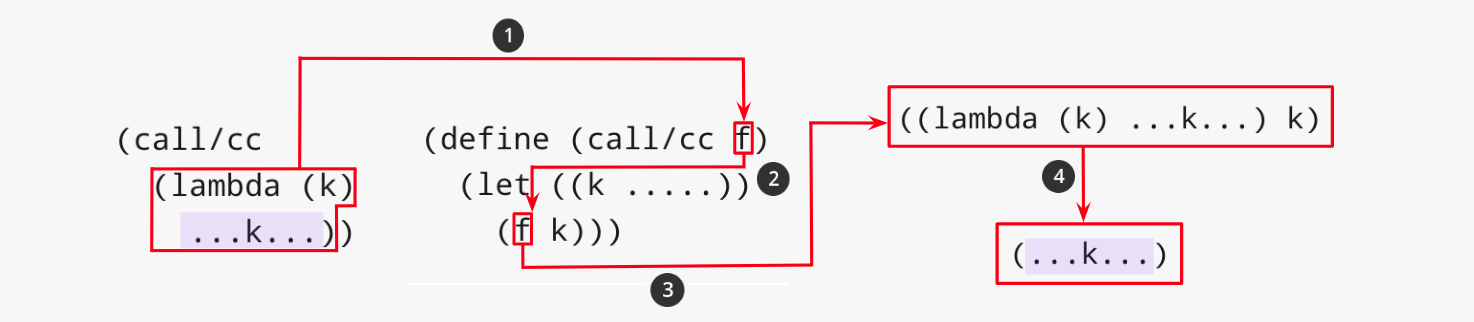 1
(call/cc
(lambda (k)
...k...))
(define (call/cc f)
(let ((k .....))
(f k)))
2
3
((lambda (k) ...k...) k)
4
(...k...)